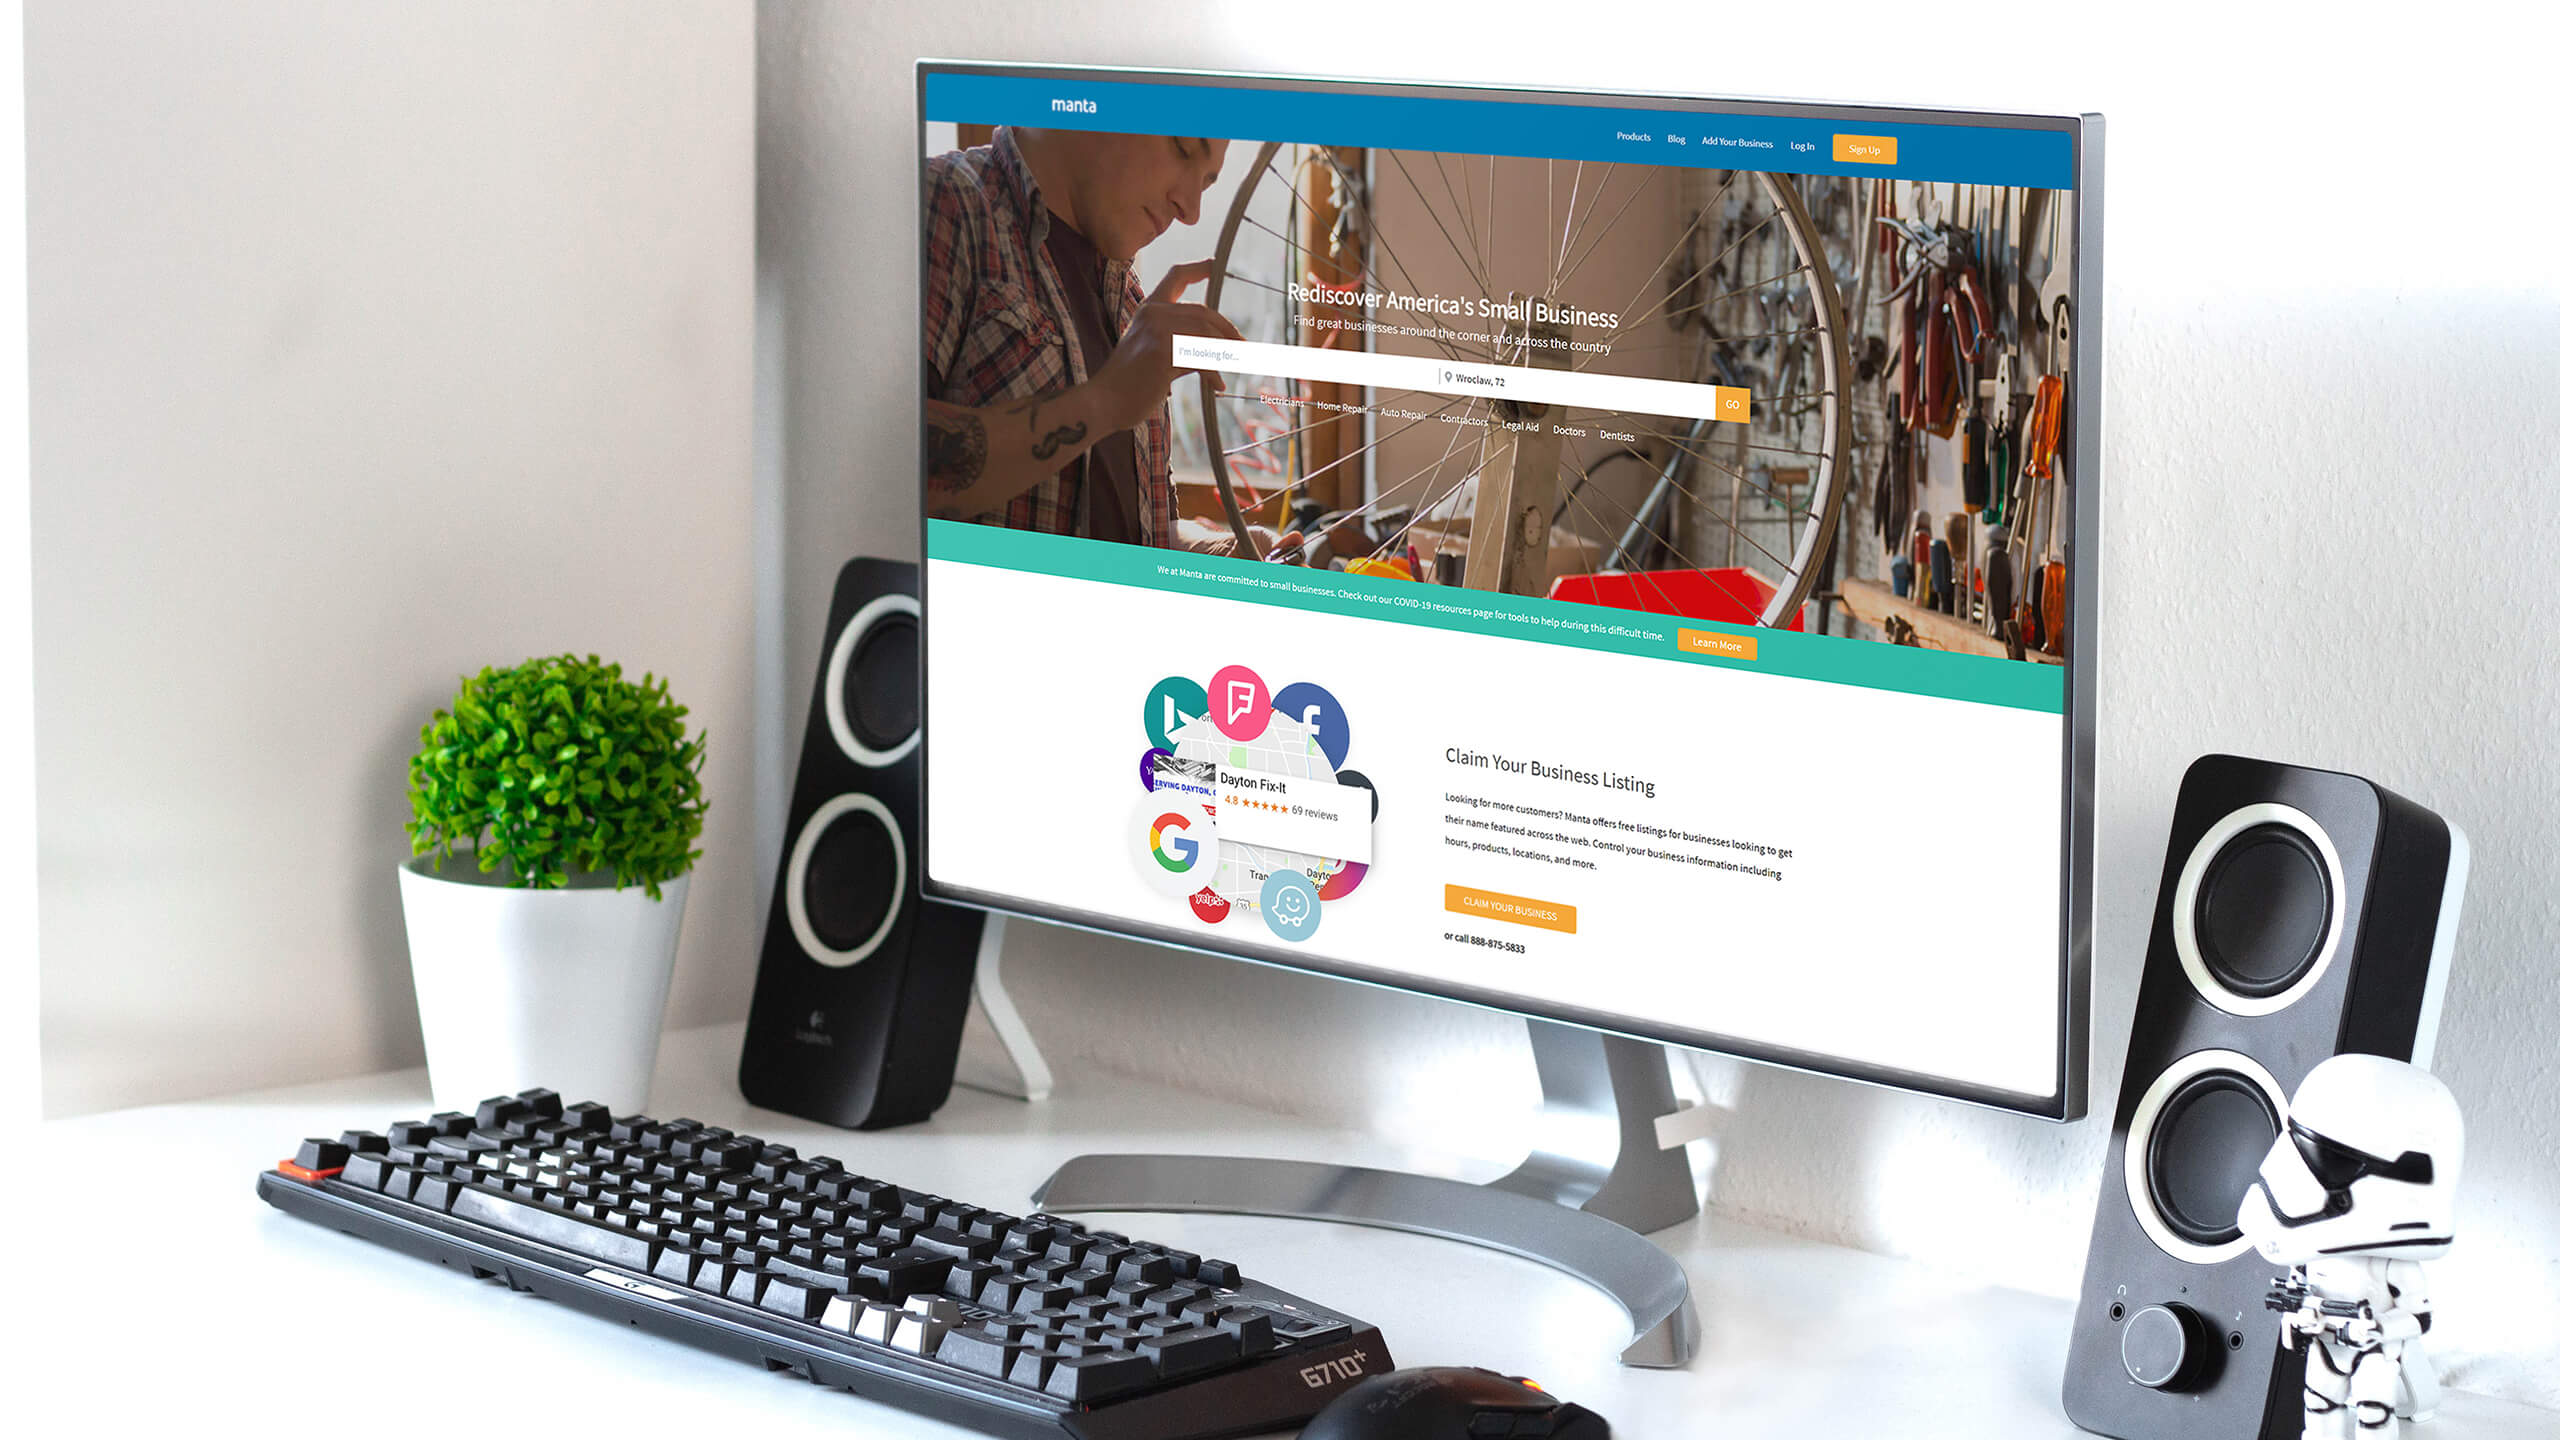 manta
Products Blog Add Your Business Log In Sign Up
Rediscover America's Small Business
Find great businesses around the corner and across the country
I'm looking for...
Wroclaw, 72
GO
Electricians Home Repair Auto Repair Contractors Legal Aid Doctors Dentists
We at Manta are committed to small businesses. Check out our COVID-19 resources page for tools to help during this difficult time.
Learn More
ERVING DAYTON,
Dayton Fix-It
4.8 ★★★★★ 69 reviews
Tran
Dayto
yelp
Claim Your Business Listing
Looking for more customers? Manta offers free listings for businesses looking to get
their name featured across the web. Control your business information including
hours, products, locations, and more.
CLAIM YOUR BUSINESS
or call 888-875-5833
Logitech
G710+